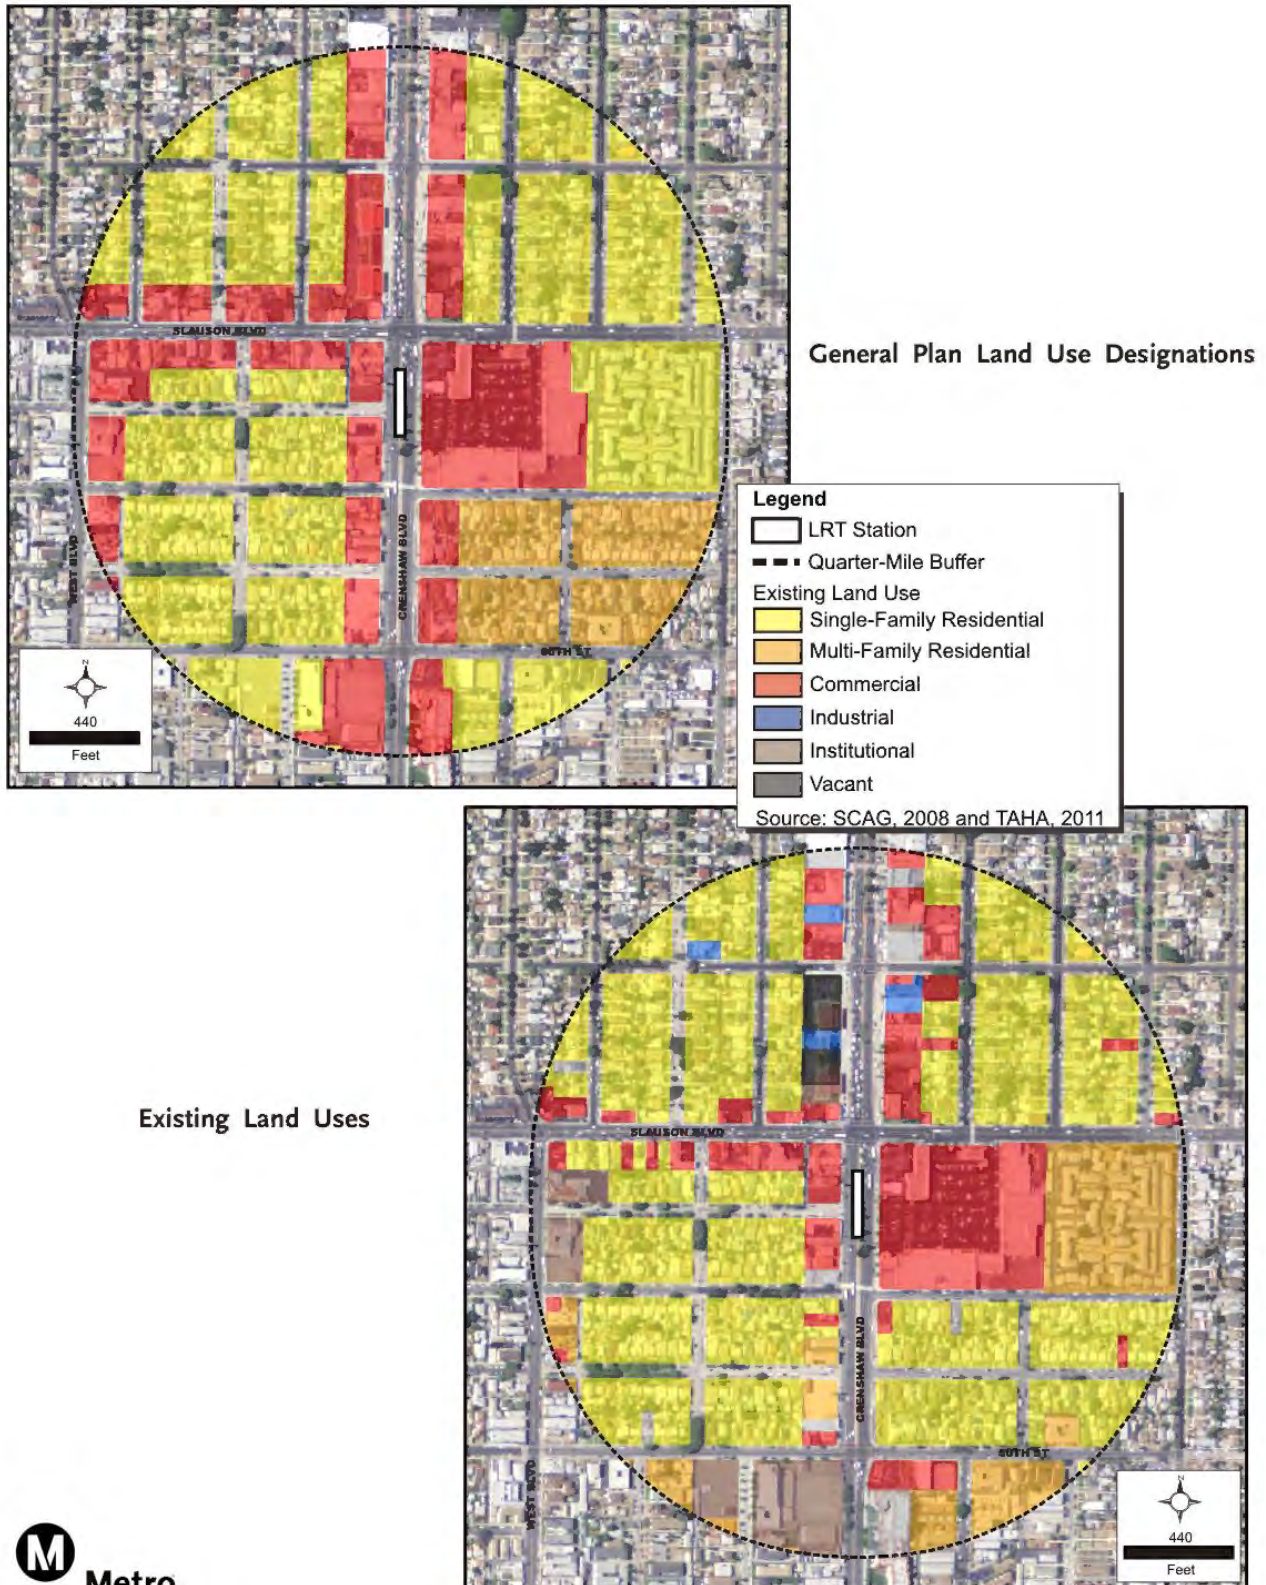 SLAUSON BLVD
General Plan Land Use Designations
WEST BLVD
CRENSHAW BLVD
60TH ST
N
440
Feet
Legend
LRT Station
Quarter-Mile Buffer
Existing Land Use
Single-Family Residential
Multi-Family Residential
Commercial
Industrial
Institutional
Vacant
Source: SCAG, 2008 and TAHA, 2011
Existing Land Uses
SLAUSON BLVD
CRENSHAW BLVD
60TH ST
WEST BLVD
N
440
Feet
M
Metro